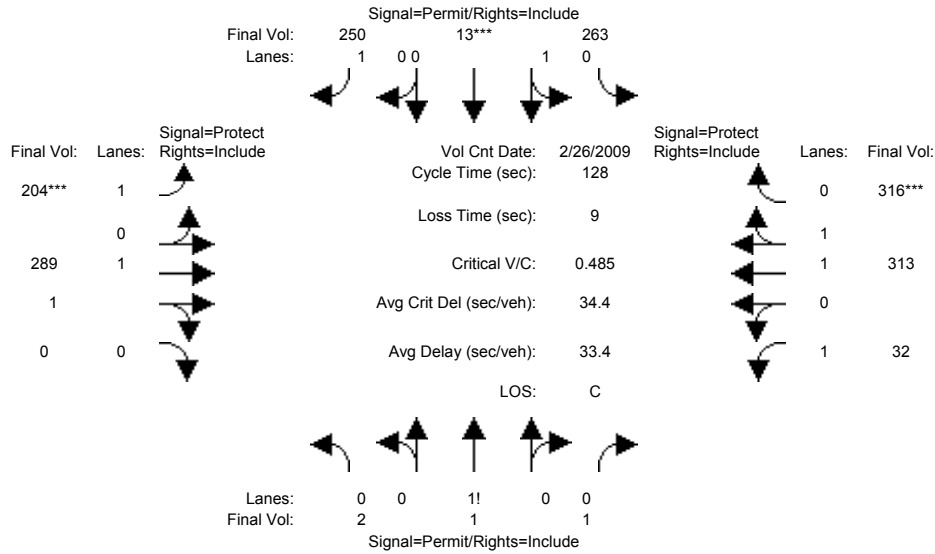 Signal=Permit/Rights=Include
Final Vol: 250 13*** 263
Lanes: 1 0 0 1 0
Signal=Protect Signal=Protect
Final Vol: Lanes: Rights=Include Vol Cnt Date: 2/26/2009 Rights=Include Lanes: Final Vol:
Cycle Time (sec): 128
204*** 1 0 316***
Loss Time (sec): 9
0 1
289 1 Critical V/C: 0.485 1 313
1 Avg Crit Del (sec/veh): 34.4 0
0 0 Avg Delay (sec/veh): 33.4 1 32
LOS: C
Lanes: 0 0 1! 0 0
Final Vol: 2 1 1
Signal=Permit/Rights=Include